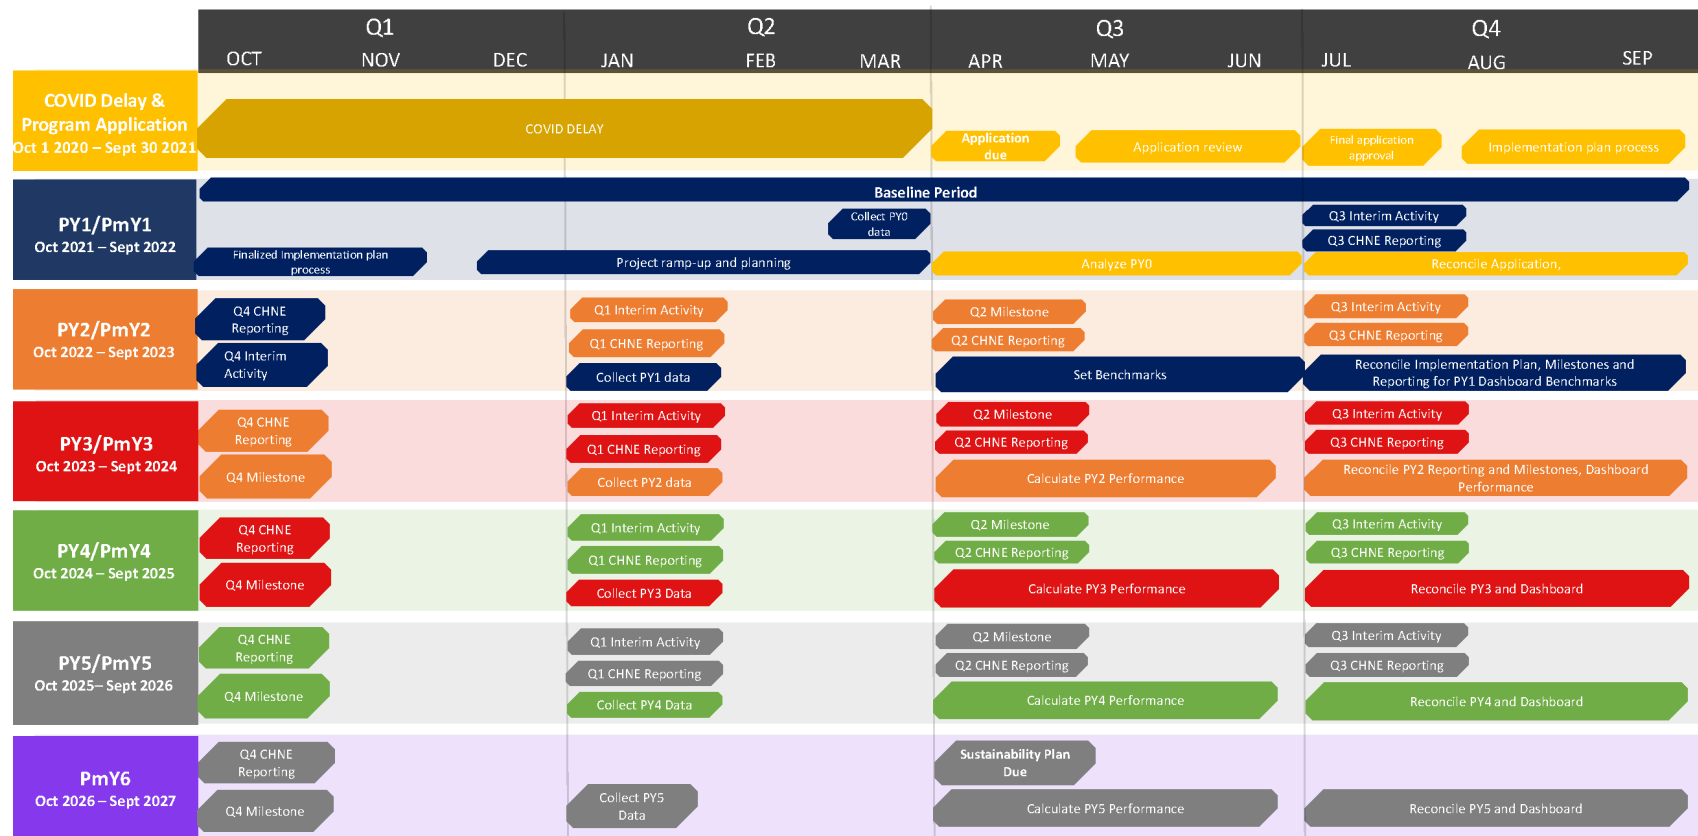 Q1 Q2 Q3 Q4
OCT NOV DEC JAN FEB MAR APR MAY JUN JUL AUG SEP
COVID Delay &
Program Application
Oct 1 2020 – Sept 30 2021
COVID DELAY
Application
due
Application review
Final application
approval
Implementation plan process
PY1/PmY1
Oct 2021 – Sept 2022
Baseline Period
Collect PY0
data
Q3 Interim Activity
Q3 CHNE Reporting
Finalized Implementation plan
process
Project ramp-up and planning
Analyze PY0
Reconcile Application,
PY2/PmY2
Oct 2022 – Sept 2023
Q4 CHNE
Reporting
Q4 Interim
Activity
Q1 Interim Activity
Q1 CHNE Reporting
Collect PY1 data
Q2 Milestone
Q2 CHNE Reporting
Set Benchmarks
Q3 Interim Activity
Q3 CHNE Reporting
Reconcile Implementation Plan, Milestones and
Reporting for PY1 Dashboard Benchmarks
PY3/PmY3
Oct 2023 – Sept 2024
Q4 CHNE
Reporting
Q4 Milestone
Q1 Interim Activity
Q1 CHNE Reporting
Collect PY2 data
Q2 Milestone
Q2 CHNE Reporting
Calculate PY2 Performance
Q3 Interim Activity
Q3 CHNE Reporting
Reconcile PY2 Reporting and Milestones, Dashboard
Performance
PY4/PmY4
Oct 2024 – Sept 2025
Q4 CHNE
Reporting
Q4 Milestone
Q1 Interim Activity
Q1 CHNE Reporting
Collect PY3 Data
Q2 Milestone
Q2 CHNE Reporting
Calculate PY3 Performance
Q3 Interim Activity
Q3 CHNE Reporting
Reconcile PY3 and Dashboard
PY5/PmY5
Oct 2025– Sept 2026
Q4 CHNE
Reporting
Q4 Milestone
Q1 Interim Activity
Q1 CHNE Reporting
Collect PY4 Data
Q2 Milestone
Q2 CHNE Reporting
Calculate PY4 Performance
Q3 Interim Activity
Q3 CHNE Reporting
Reconcile PY4 and Dashboard
PmY6
Oct 2026 – Sept 2027
Q4 CHNE
Reporting
Q4 Milestone
Collect PY5
Data
Sustainability Plan
Due
Calculate PY5 Performance
Reconcile PY5 and Dashboard